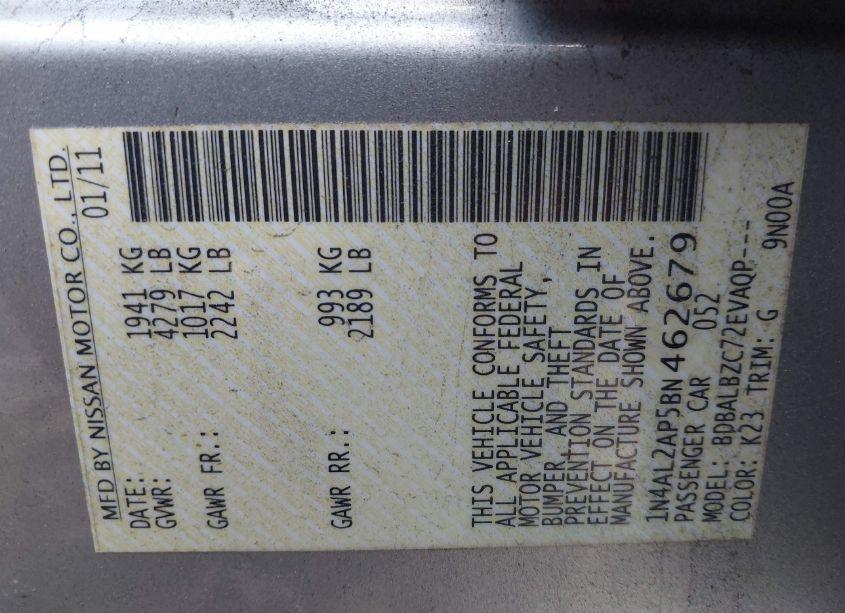 MFD BY NISSAN MOTOR CO., LTD.
DATE: 01/11
GVWR: 1941 KG
4279 LB
GAWR FR.: 1017 KG
2242 LB
GAWR RR.: 993 KG
2189 LB
THIS VEHICLE CONFORMS TO
ALL APPLICABLE FEDERAL
MOTOR VEHICLE SAFETY,
BUMPER, AND THEFT
PREVENTION STANDARDS IN
EFFECT ON THE DATE OF
MANUFACTURE SHOWN ABOVE.
1N4AL2AP5BN462679
PASSENGER CAR 052
MODEL: BDBALBZC72EVAQP---
COLOR: K23 TRIM: G 9N00A